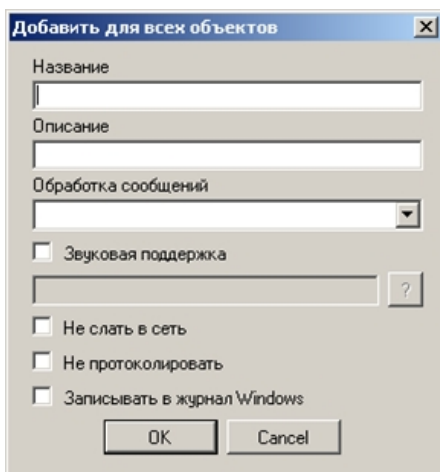 Добавить для всех объектов
Название
Описание
Обработка сообщений
Звуковая поддержка
?
Не слать в сеть
Не протоколировать
Записывать в журнал Windows
OK Cancel